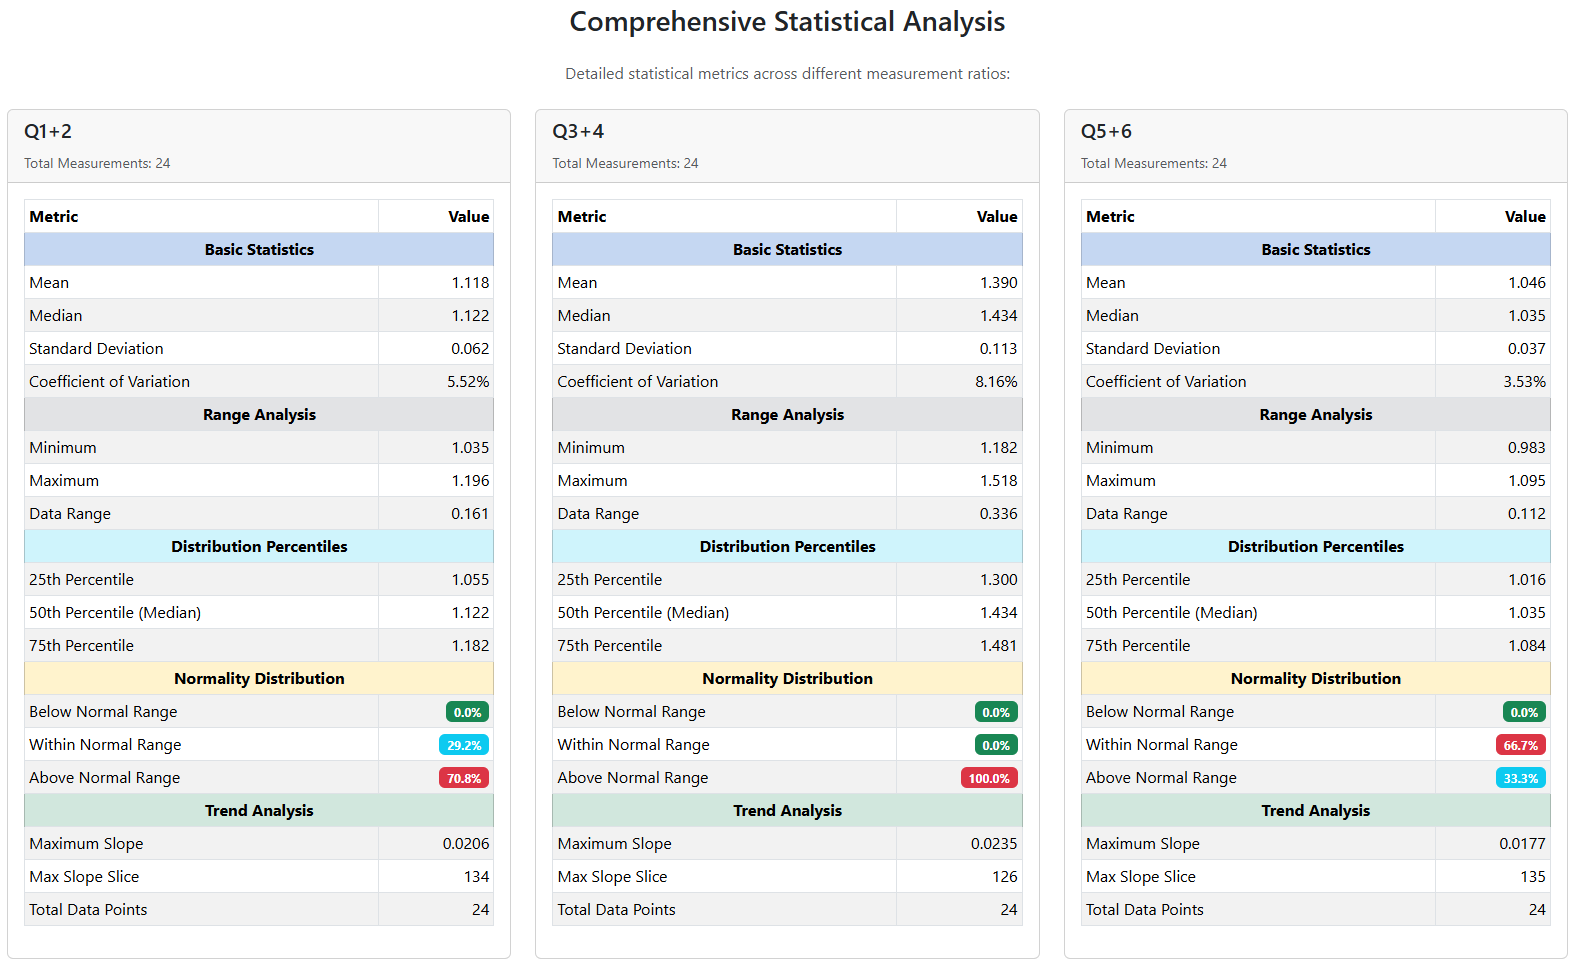 Comprehensive Statistical Analysis
Detailed statistical metrics across different measurement ratios:
Q1+2
Total Measurements: 24
Metric Value
Basic Statistics
Mean 1.118
Median 1.122
Standard Deviation 0.062
Coefficient of Variation 5.52%
Range Analysis
Minimum 1.035
Maximum 1.196
Data Range 0.161
Distribution Percentiles
25th Percentile 1.055
50th Percentile (Median) 1.122
75th Percentile 1.182
Normality Distribution
Below Normal Range 0.0%
Within Normal Range 29.2%
Above Normal Range 70.8%
Trend Analysis
Maximum Slope 0.0206
Max Slope Slice 134
Total Data Points 24
Q3+4
Total Measurements: 24
Metric Value
Basic Statistics
Mean 1.390
Median 1.434
Standard Deviation 0.113
Coefficient of Variation 8.16%
Range Analysis
Minimum 1.182
Maximum 1.518
Data Range 0.336
Distribution Percentiles
25th Percentile 1.300
50th Percentile (Median) 1.434
75th Percentile 1.481
Normality Distribution
Below Normal Range 0.0%
Within Normal Range 0.0%
Above Normal Range 100.0%
Trend Analysis
Maximum Slope 0.0235
Max Slope Slice 126
Total Data Points 24
Q5+6
Total Measurements: 24
Metric Value
Basic Statistics
Mean 1.046
Median 1.035
Standard Deviation 0.037
Coefficient of Variation 3.53%
Range Analysis
Minimum 0.983
Maximum 1.095
Data Range 0.112
Distribution Percentiles
25th Percentile 1.016
50th Percentile (Median) 1.035
75th Percentile 1.084
Normality Distribution
Below Normal Range 0.0%
Within Normal Range 66.7%
Above Normal Range 33.3%
Trend Analysis
Maximum Slope 0.0177
Max Slope Slice 135
Total Data Points 24